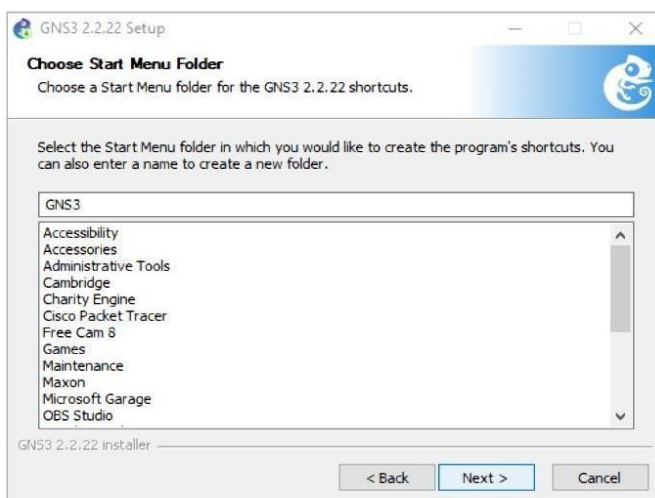 GNS3 2.2.22 Setup
Choose Start Menu Folder
Choose a Start Menu folder for the GNS3 2.2.22 shortcuts.
Select the Start Menu folder in which you would like to create the program's shortcuts. You
can also enter a name to create a new folder.
GNS3
Accessibility
Accessories
Administrative Tools
Cambridge
Charity Engine
Cisco Packet Tracer
Free Cam 8
Games
Maintenance
Maxon
Microsoft Garage
OBS Studio
GNS3 2.2.22 installer
< Back Next > Cancel